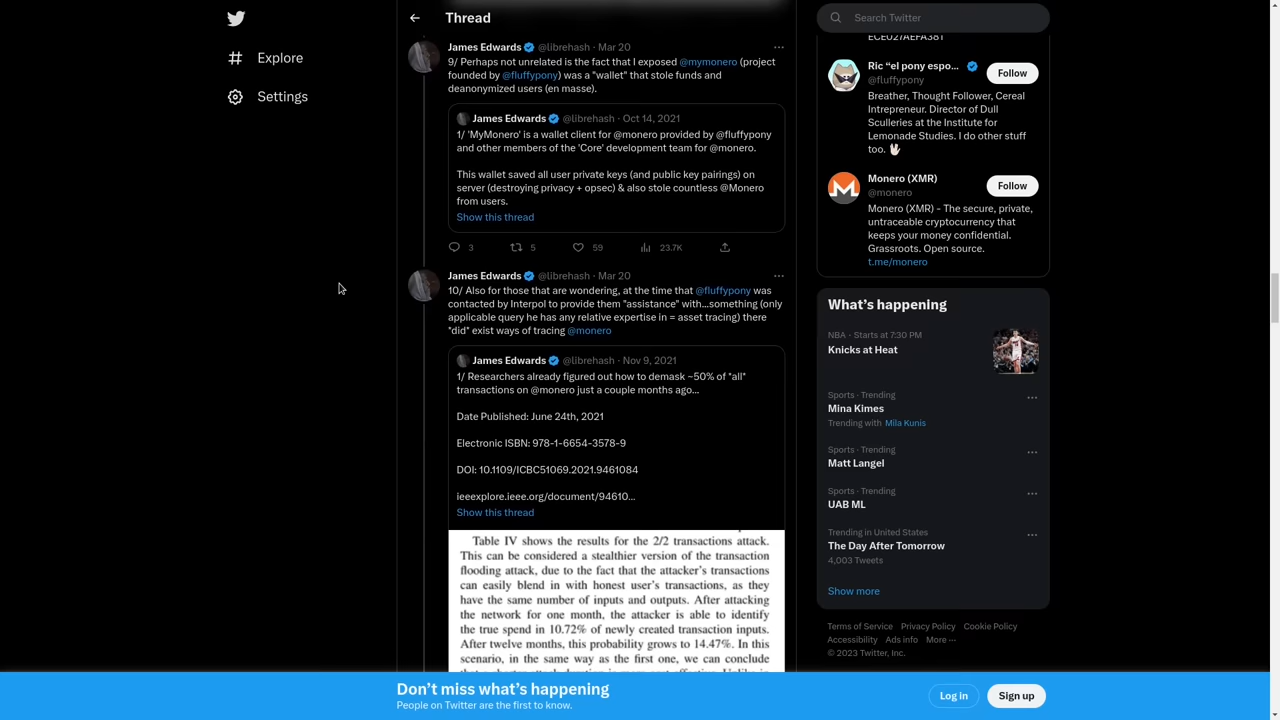 Explore
Settings
Thread
James Edwards @librehash · Mar 20
9/ Perhaps not unrelated is the fact that I exposed @mymonero (project
founded by @fluffypony) was a "wallet" that stole funds and
deanonymized users (en masse).
James Edwards @librehash · Oct 14, 2021
1/ 'MyMonero' is a wallet client for @monero provided by @fluffypony
and other members of the 'Core' development team for @monero.
This wallet saved all user private keys (and public key pairings) on
server (destroying privacy + opsec) & also stole countless @Monero
from users.
Show this thread
3 5 59 23.7K
James Edwards @librehash · Mar 20
10/ Also for those that are wondering, at the time that @fluffypony was
contacted by Interpol to provide them "assistance" with...something (only
applicable query he has any relative expertise in = asset tracing) there
*did* exist ways of tracing @monero
James Edwards @librehash · Nov 9, 2021
1/ Researchers already figured out how to demask ~50% of *all*
transactions on @monero just a couple months ago...
Date Published: June 24th, 2021
Electronic ISBN: 978-1-6654-3578-9
DOI: 10.1109/ICBC51069.2021.9461084
ieeexplore.ieee.org/document/94610...
Show this thread
Table IV shows the results for the 2/2 transactions attack.
This can be considered a stealthier version of the transaction
flooding attack, due to the fact that the attacker's transactions
can easily blend in with honest user's transactions, as they
have the same number of inputs and outputs. After attacking
the network for one month, the attacker is able to identify
the true spend in 10.72% of newly created transaction inputs.
After twelve months, this probability grows to 14.47%. In this
scenario, in the same way as the first one, we can conclude
Search Twitter
Ric "el pony espo...
@fluffypony
Follow
Breather, Thought Follower, Cereal
Intrepreneur. Director of Dull
Sculleries at the Institute for
Lemonade Studies. I do other stuff
too. 🖖🏻
Monero (XMR)
@monero
Follow
Monero (XMR) - The secure, private,
untraceable cryptocurrency that
keeps your money confidential.
Grassroots. Open source.
t.me/monero
What's happening
NBA · Starts at 7:30 PM
Knicks at Heat
Sports · Trending
Mina Kimes
Trending with Mila Kunis
Sports · Trending
Matt Langel
Sports · Trending
UAB ML
Trending in United States
The Day After Tomorrow
4,003 Tweets
Show more
Terms of Service Privacy Policy Cookie Policy
Accessibility Ads info More ···
© 2023 Twitter, Inc.
Don't miss what's happening
People on Twitter are the first to know.
Log in
Sign up